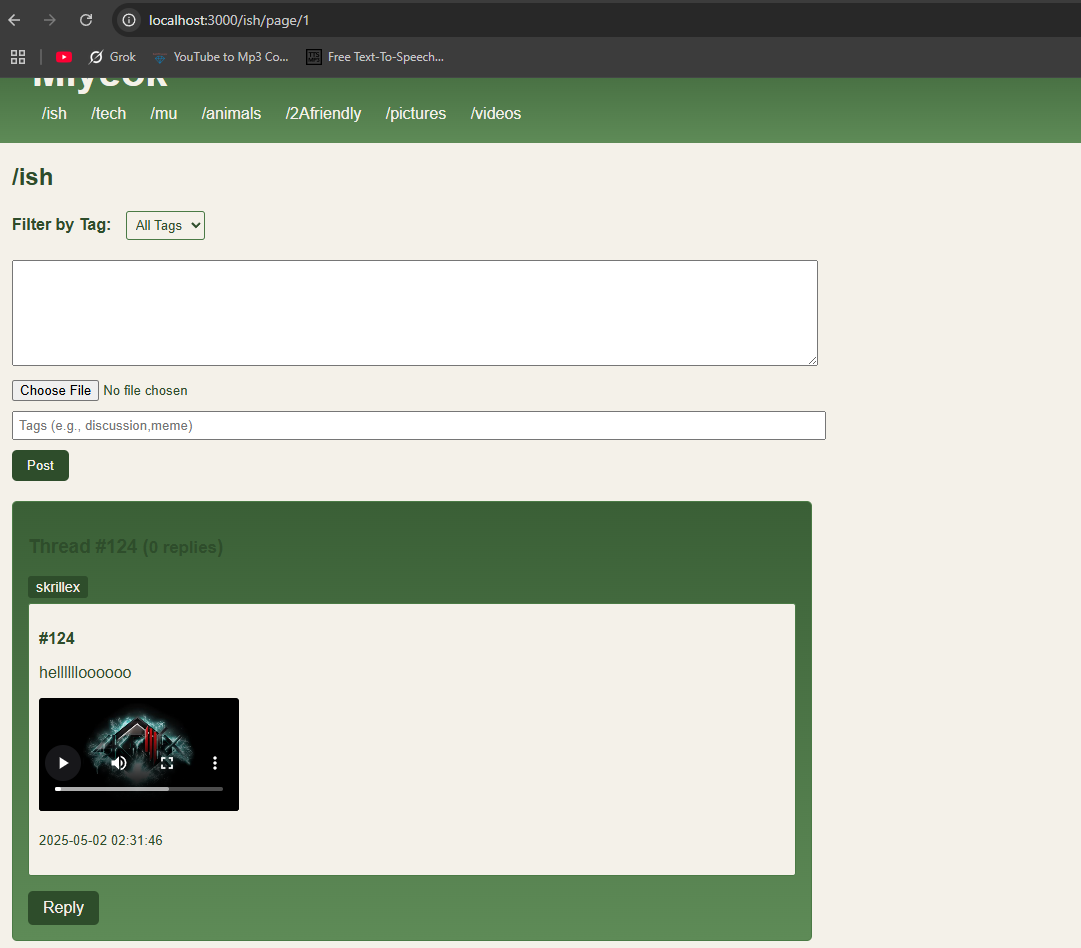 localhost:3000/ish/page/1
Grok
YouTube to Mp3 Co...
Free Text-To-Speech...
/ish /tech /mu /animals /2Afriendly /pictures /videos
/ish
Filter by Tag: All Tags
Choose File No file chosen
Tags (e.g., discussion,meme)
Post
Thread #124 (0 replies)
skrillex
#124
helllllloooooo
2025-05-02 02:31:46
Reply